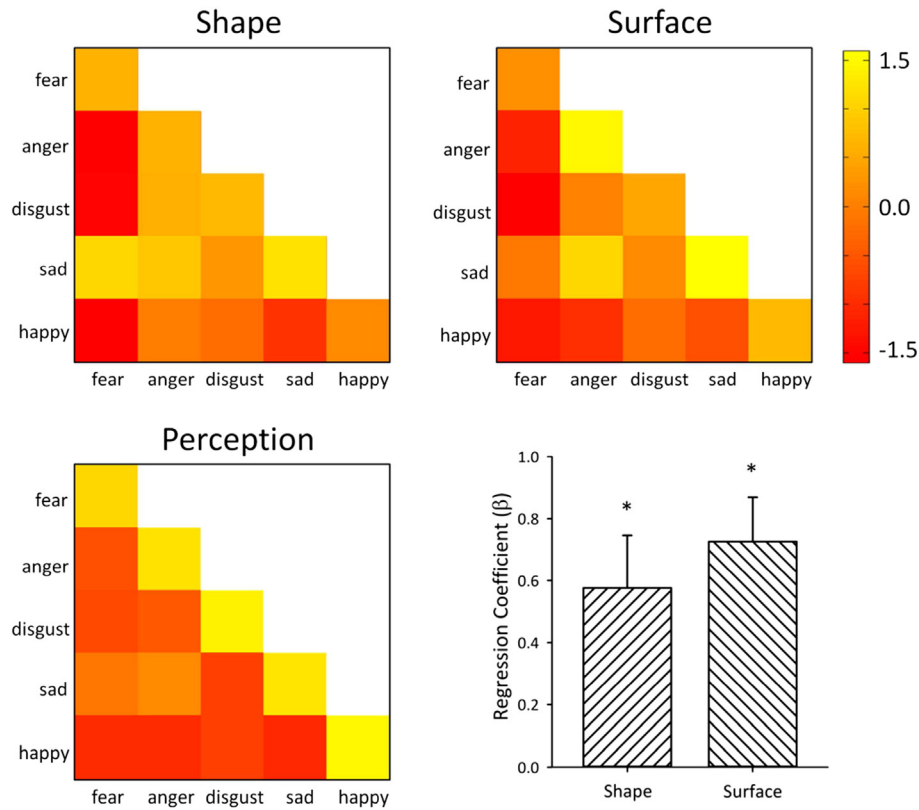 Shape
fear
anger
disgust
sad
happy
fear anger disgust sad happy
Surface
fear
anger
disgust
sad
happy
fear anger disgust sad happy
1.5
0.0
-1.5
Perception
fear
anger
disgust
sad
happy
fear anger disgust sad happy
Regression Coefficient (β)
1.0
0.8
0.6
0.4
0.2
0.0
* *
Shape Surface